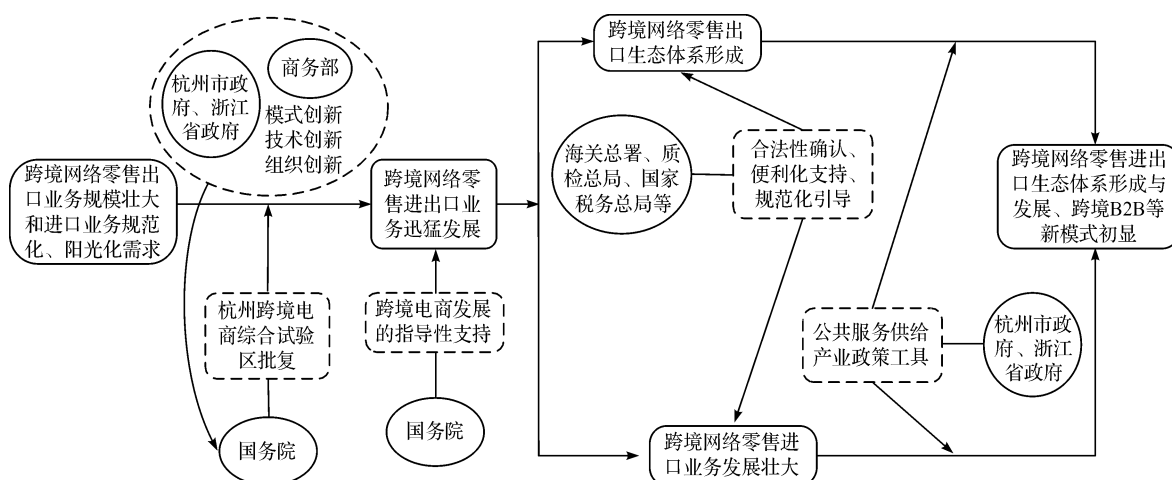 杭州市政
府、浙江
省政府
商务部
模式创新
技术创新
组织创新
跨境网络零售出
口业务规模壮大
和进口业务规范
化、阳光化需求
跨境网络零
售进出口业
务迅猛发展
杭州跨境电
商综合试验
区批复
国务院
跨境电商发展
的指导性支持
国务院
跨境网络零售出
口生态体系形成
海关总署、质
检总局、国家
税务总局等
合法性确认、
便利化支持、
规范化引导
跨境网络零售进
口业务发展壮大
公共服务供给
产业政策工具
杭州市政
府、浙江
省政府
跨境网络零售进出
口生态体系形成与
发展、跨境B2B等
新模式初显